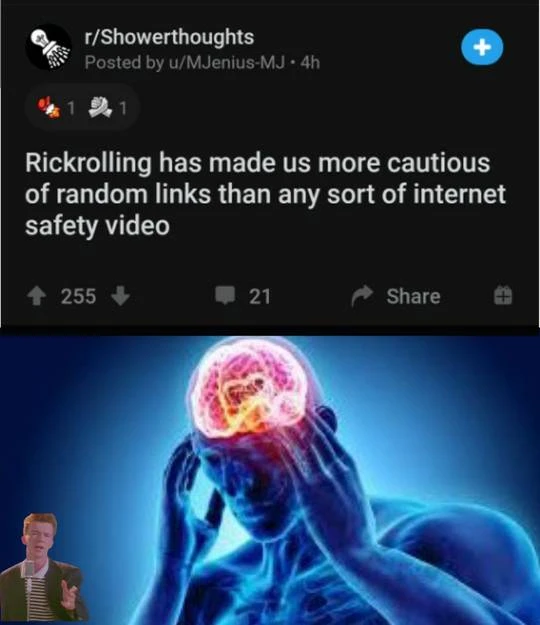 r/Showerthoughts
Posted by u/MJenius-MJ • 4h
1 1
Rickrolling has made us more cautious
of random links than any sort of internet
safety video
255 21 Share